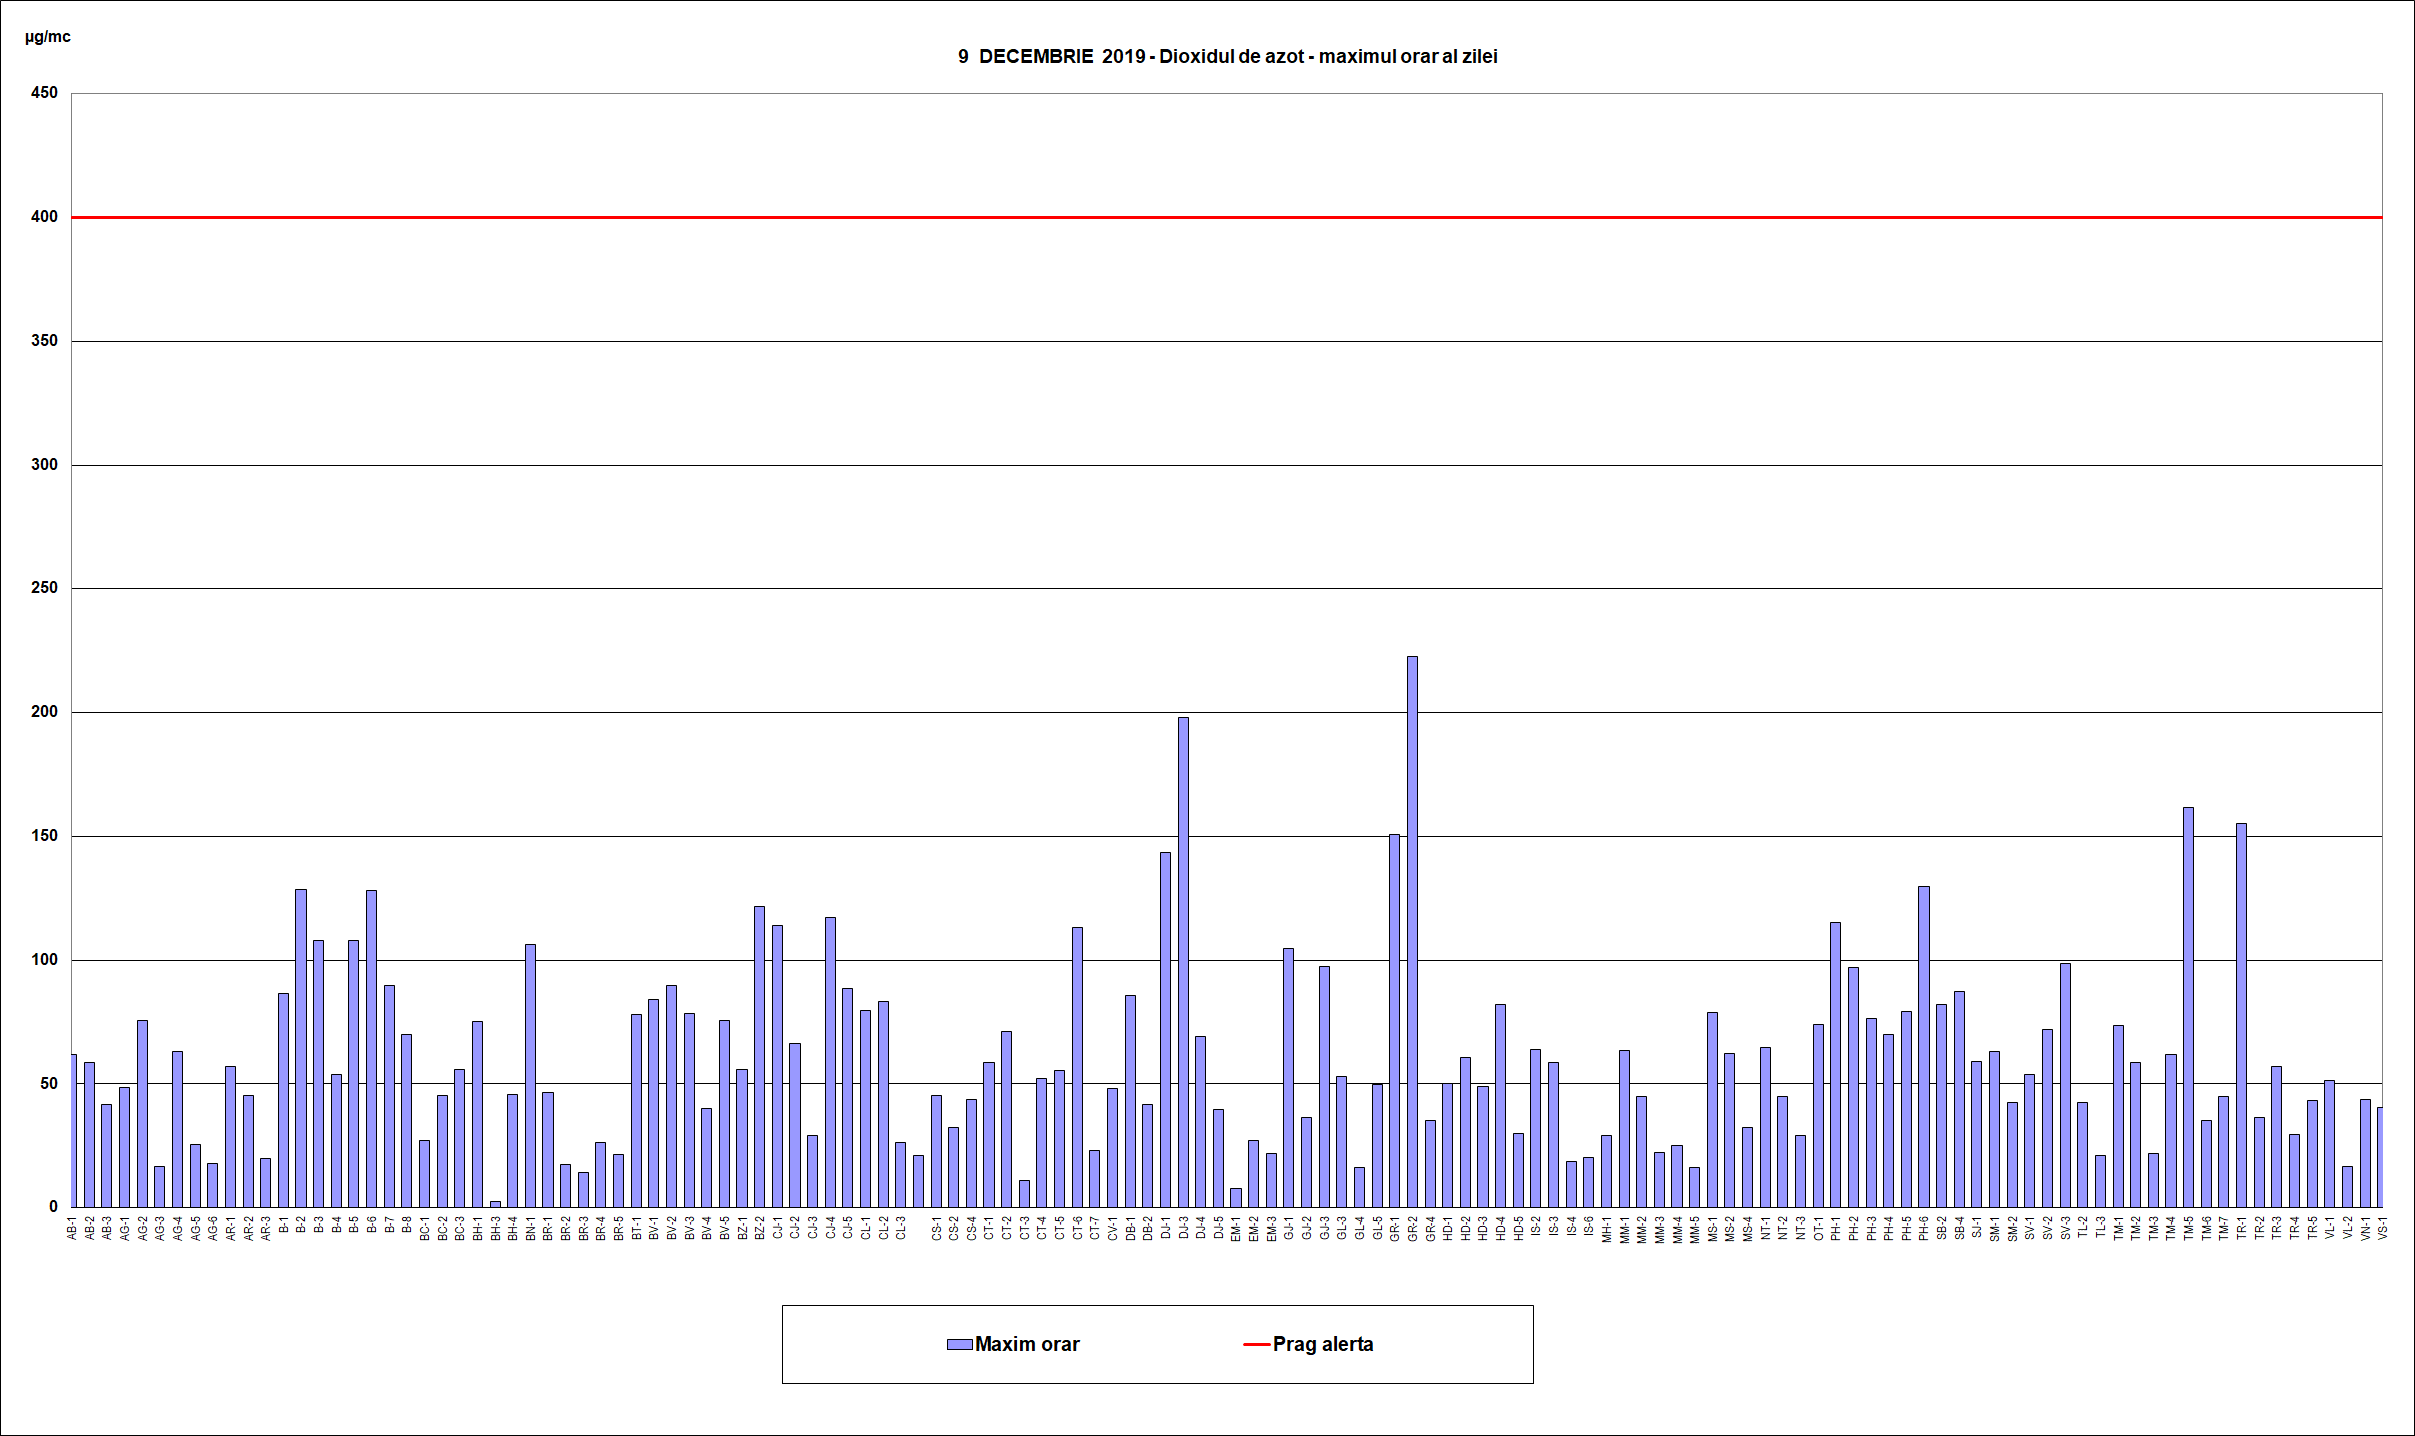 µg/mc
9 DECEMBRIE 2019 - Dioxidul de azot - maximul orar al zilei
450
400
350
300
250
200
150
100
50
0
AB-1 AB-2 AB-3 AG-1 AG-2 AG-3 AG-4 AG-5 AG-6 AR-1 AR-2 AR-3 B-1 B-2 B-3 B-4 B-5 B-6 B-7 B-8 BC-1 BC-2 BC-3 BH-1 BH-3 BH-4 BN-1 BR-1 BR-2 BR-3 BR-4 BR-5 BT-1 BV-1 BV-2 BV-3 BV-4 BV-5 BZ-1 BZ-2 CJ-1 CJ-2 CJ-3 CJ-4 CJ-5 CL-1 CL-2 CL-3 CS-1 CS-2 CS-4 CT-1 CT-2 CT-3 CT-4 CT-5 CT-6 CT-7 CV-1 DB-1 DB-2 DJ-1 DJ-3 DJ-4 DJ-5 EM-1 EM-2 EM-3 GJ-1 GJ-2 GJ-3 GL-3 GL-4 GL-5 GR-1 GR-2 GR-4 HD-1 HD-2 HD-3 HD-4 HD-5 IS-2 IS-3 IS-4 IS-6 MH-1 MM-1 MM-2 MM-3 MM-4 MM-5 MS-1 MS-2 MS-4 NT-1 NT-2 NT-3 OT-1 PH-1 PH-2 PH-3 PH-4 PH-5 PH-6 SB-2 SB-4 SJ-1 SM-1 SM-2 SV-1 SV-2 SV-3 TL-2 TL-3 TM-1 TM-2 TM-3 TM-4 TM-5 TM-6 TM-7 TR-1 TR-2 TR-3 TR-4 TR-5 VL-1 VL-2 VN-1 VS-1
Maxim orar Prag alerta